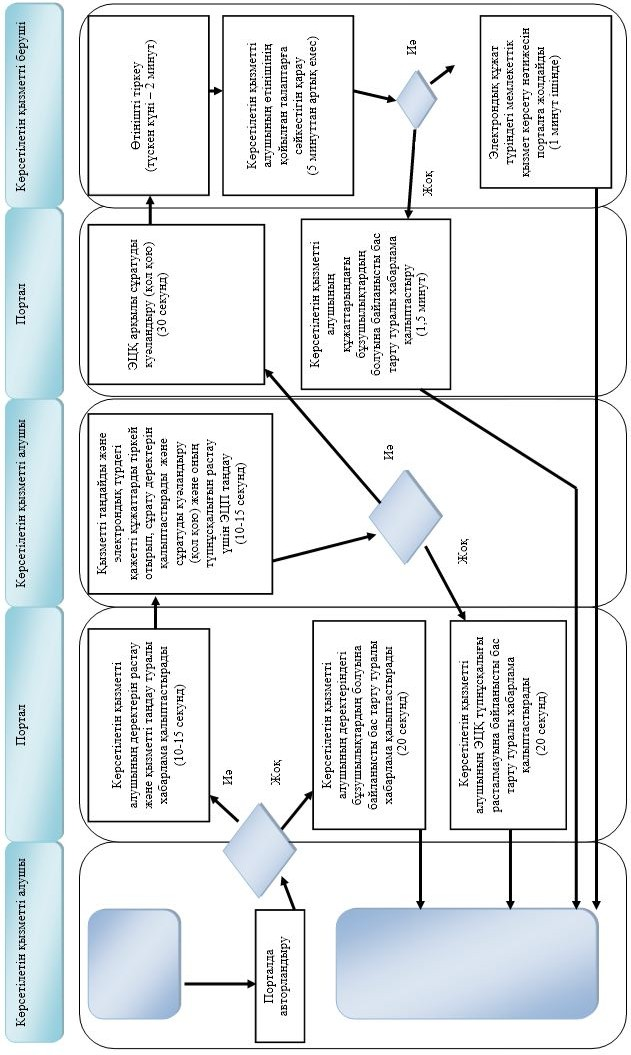 Көрсетілетін қызметті алушы
Портал
Көрсетілетін қызметті алушы
Портал
Көрсетілетін қызметті беруші
Порталда
авторландыру
Иә
Жоқ
Көрсетілетін қызметті
алушының деректерін растау
және қызметті таңдау туралы
хабарлама қалыптастырады
(10-15 секунд)
Көрсетілетін қызметті
алушының деректеріндегі
бұзушылықтардың болуына
байланысты бас тарту туралы
хабарлама қалыптастырады
(20 секунд)
Көрсетілетін қызметті
алушының ЭЦҚ түпнұсқалығы
расталмауына байланысты бас
тарту туралы хабарлама
қалыптастырады
(20 секунд)
Қызметті таңдайды және
электрондық түрдегі
қажетті құжаттарды тіркей
отырып, сұрату деректерін
қалыптастырады және
сұратуды куәландыру
(қол қою) және оның
түпнұсқалығын растау
үшін ЭЦП таңдау
(10-15 секунд)
Иә
Жоқ
ЭЦҚ арқылы сұратуды
куәландыру (қол қою)
(30 секунд)
Көрсетілетін қызметті
алушының
құжаттарындағы
бұзушылықтардың
болуына байланысты бас
тарту туралы хабарлама
қалыптастыру
(1,5 минут)
Өтінішті тіркеу
(түскен күні – 2 минут)
Көрсетілетін қызметті
алушының өтінішінің
қойылған талаптарға
сәйкестігін қарау
(5 минуттан артық емес)
Иә
Жоқ
Электрондық құжат
түріндегі мемлекеттік
қызмет көрсету нәтижесін
порталға жолдайды
(1 минут ішінде)